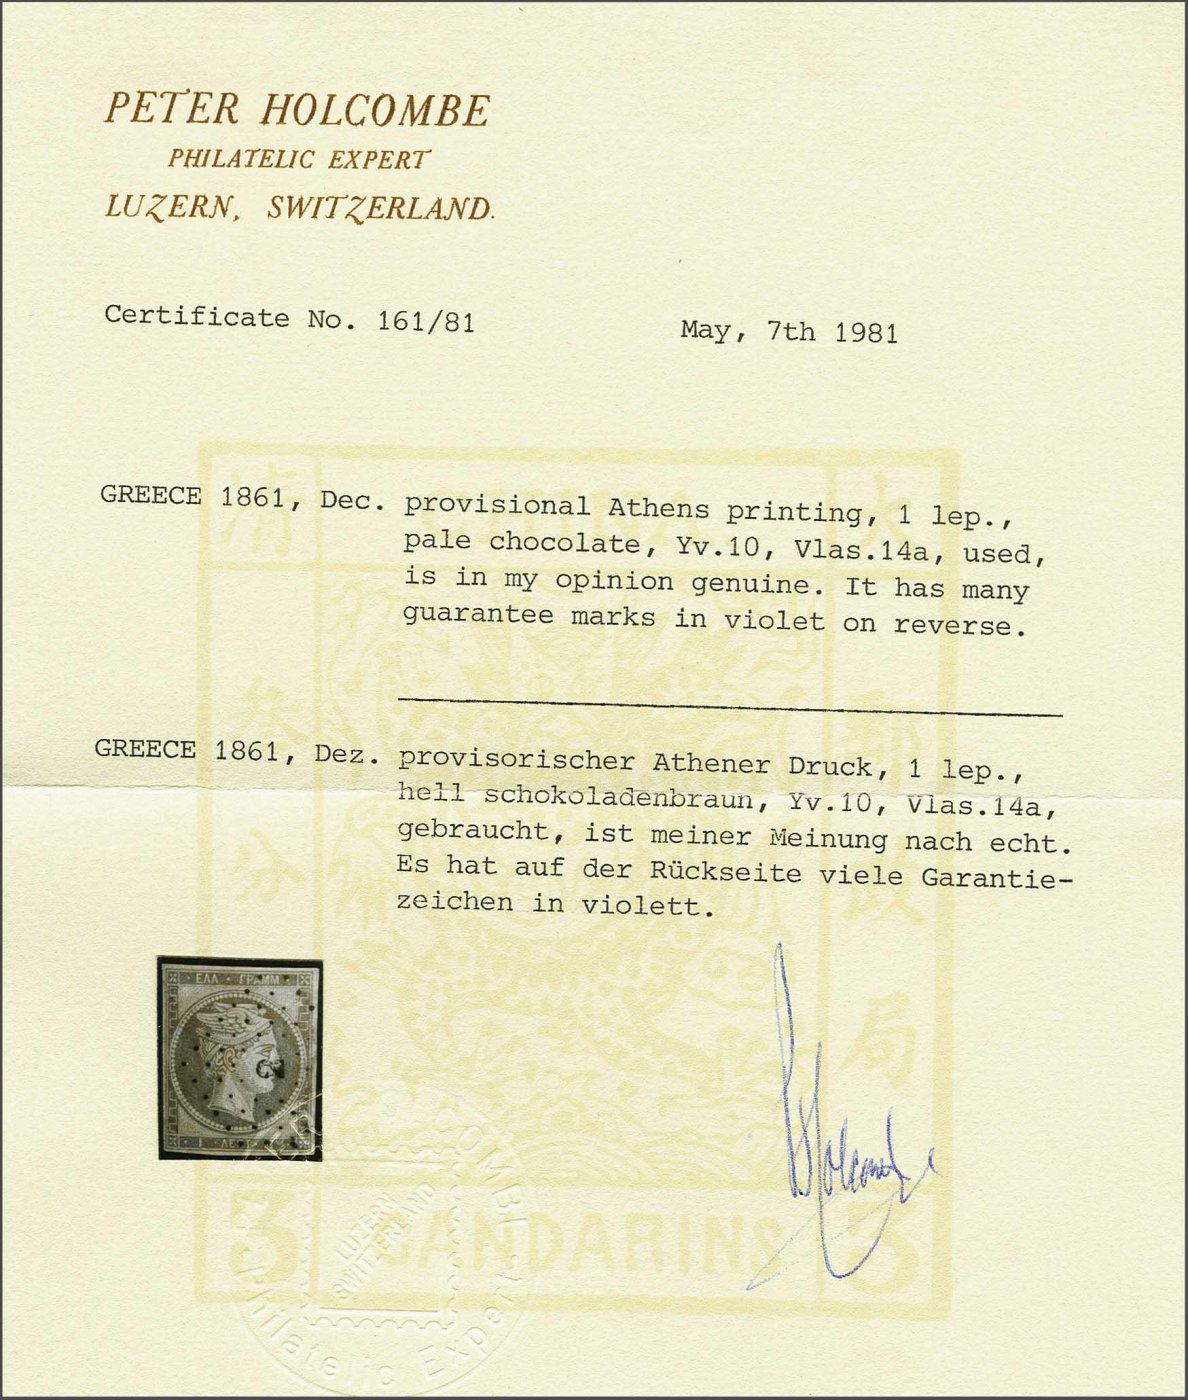 PETER HOLCOMBE
PHILATELIC EXPERT
LUZERN, SWITZERLAND.
Certificate No. 161/81
May, 7th 1981
GREECE 1861, Dec. provisional Athens printing, 1 lep.,
pale chocolate, Yv.10, Vlas.14a, used,
is in my opinion genuine. It has many
guarantee marks in violet on reverse.
GREECE 1861, Dez. provisorischer Athener Druck, 1 lep.,
hell schokoladenbraun, Yv.10, Vlas.14a,
gebraucht, ist meiner Meinung nach echt.
Es hat auf der Rückseite viele Garantie-
zeichen in violett.
ΕΛΛ ΓΡΑΜΜ
1
P Holcombe
LUZERN
SWITZERLAND
Philatelic Expert
3 CANDARINS 3